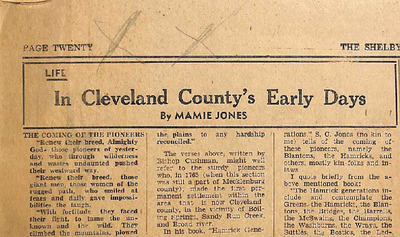 PAGE TWENTY
THE SHELBY
LIFE
In Cleveland County's Early Days
By MAMIE JONES
THE COMING OF THE PIONEERS
"Renew their breed, Almighty
God—those pioneers of yester-
day, who through wilderness
and wastes undaunted pushed
their westward way.
"Renew their breed, those
giant men, those women of the
rugged path, who smiled at
fears and daily gave impossi-
bilities the laugh.
"With fortitude they faced
their fight, to tame the un-
known and the wild. They
climbed the mountains, plowed
the plains to any hardship
reconciled."
The verses above, written by
Bishop Cushman, might well
refer to the sturdy pioneers
who, in 1765 (when this section
was still a part of Mecklenburg
county) made the first per-
manent settlement within the
area that is now Cleveland
county, in the vicinity of Boil-
ing Springs, Sandy Run Creek,
and Broad river.
In his book, "Hamrick Gene-
rations," S. C. Jones (no kin to
me) tells of the coming of
these pioneers, namely the
Blantons, the Hamricks, and
others, mostly kin-folks and in-
laws
I quote briefly from the
above mentioned book:
"The Hamrick generations
include and contemplate the
Greens, the Hamricks, the Blan-
tons, the Bridges, the Harrells,
the McSwains, the Champions,
the Washburns, the Wrays, the
the